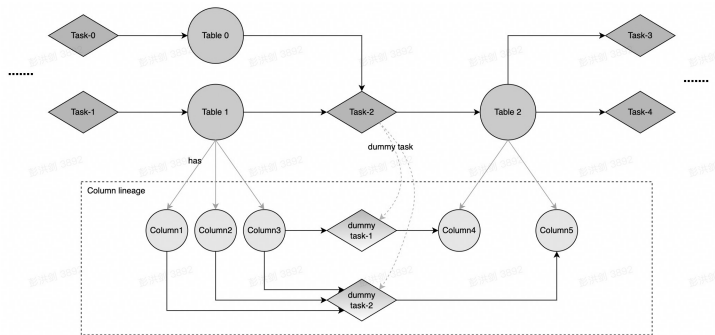 Task-0
Table 0
Task-3
Task-1
Table 1
Task-2
Table 2
Task-4
dummy task
has
Column lineage
Column1
Column2
Column3
dummy
task-1
Column4
Column5
dummy
task-2